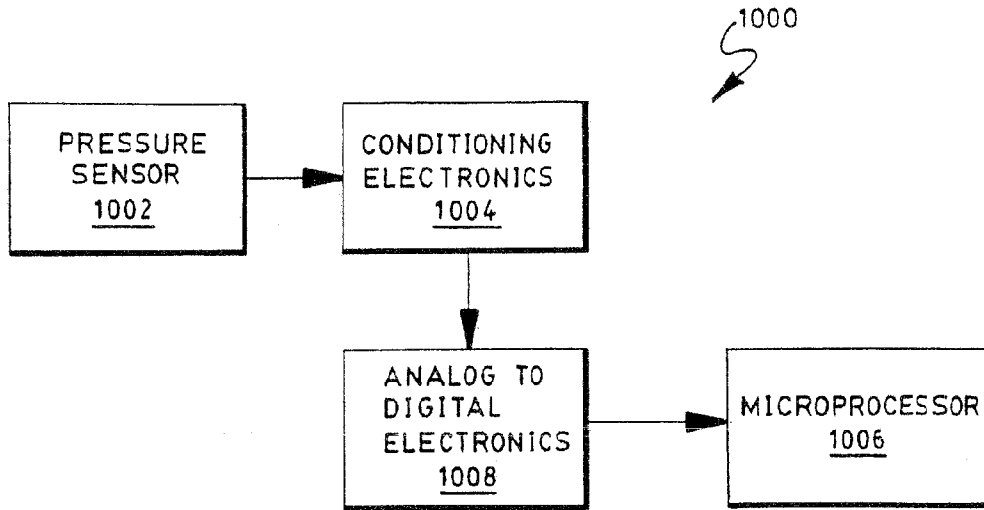 1000
PRESSURE
SENSOR
1002
CONDITIONING
ELECTRONICS
1004
ANALOG TO
DIGITAL
ELECTRONICS
1008
MICROPROCESSOR
1006